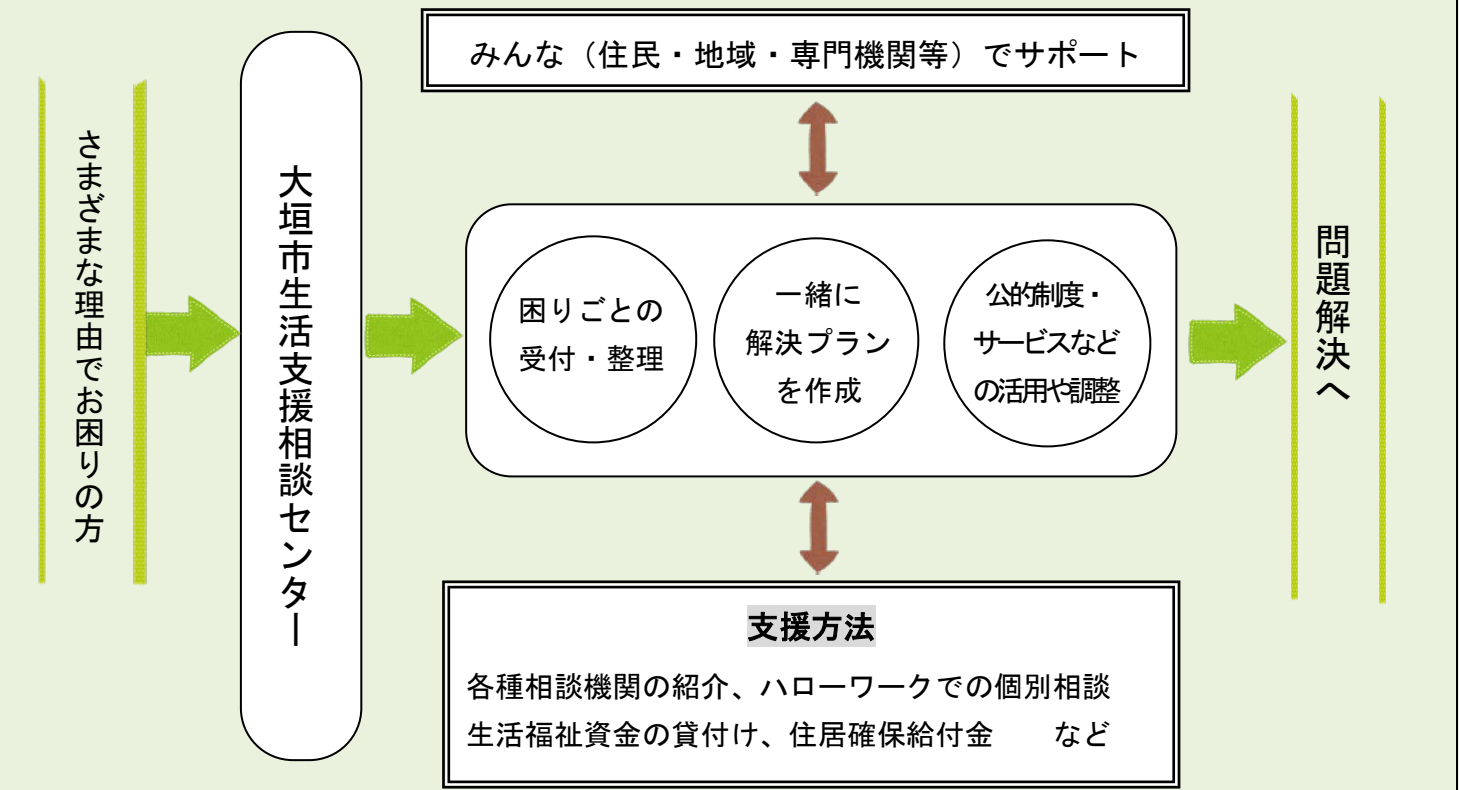 みんな（住民・地域・専門機関等）でサポート
さまざまな理由でお困りの方
大垣市生活支援相談センター
困りごとの
受付・整理
一緒に
解決プラン
を作成
公的制度・
サービスなど
の活用や調整
問題解決へ
支援方法
各種相談機関の紹介、ハローワークでの個別相談
生活福祉資金の貸付け、住居確保給付金　　など